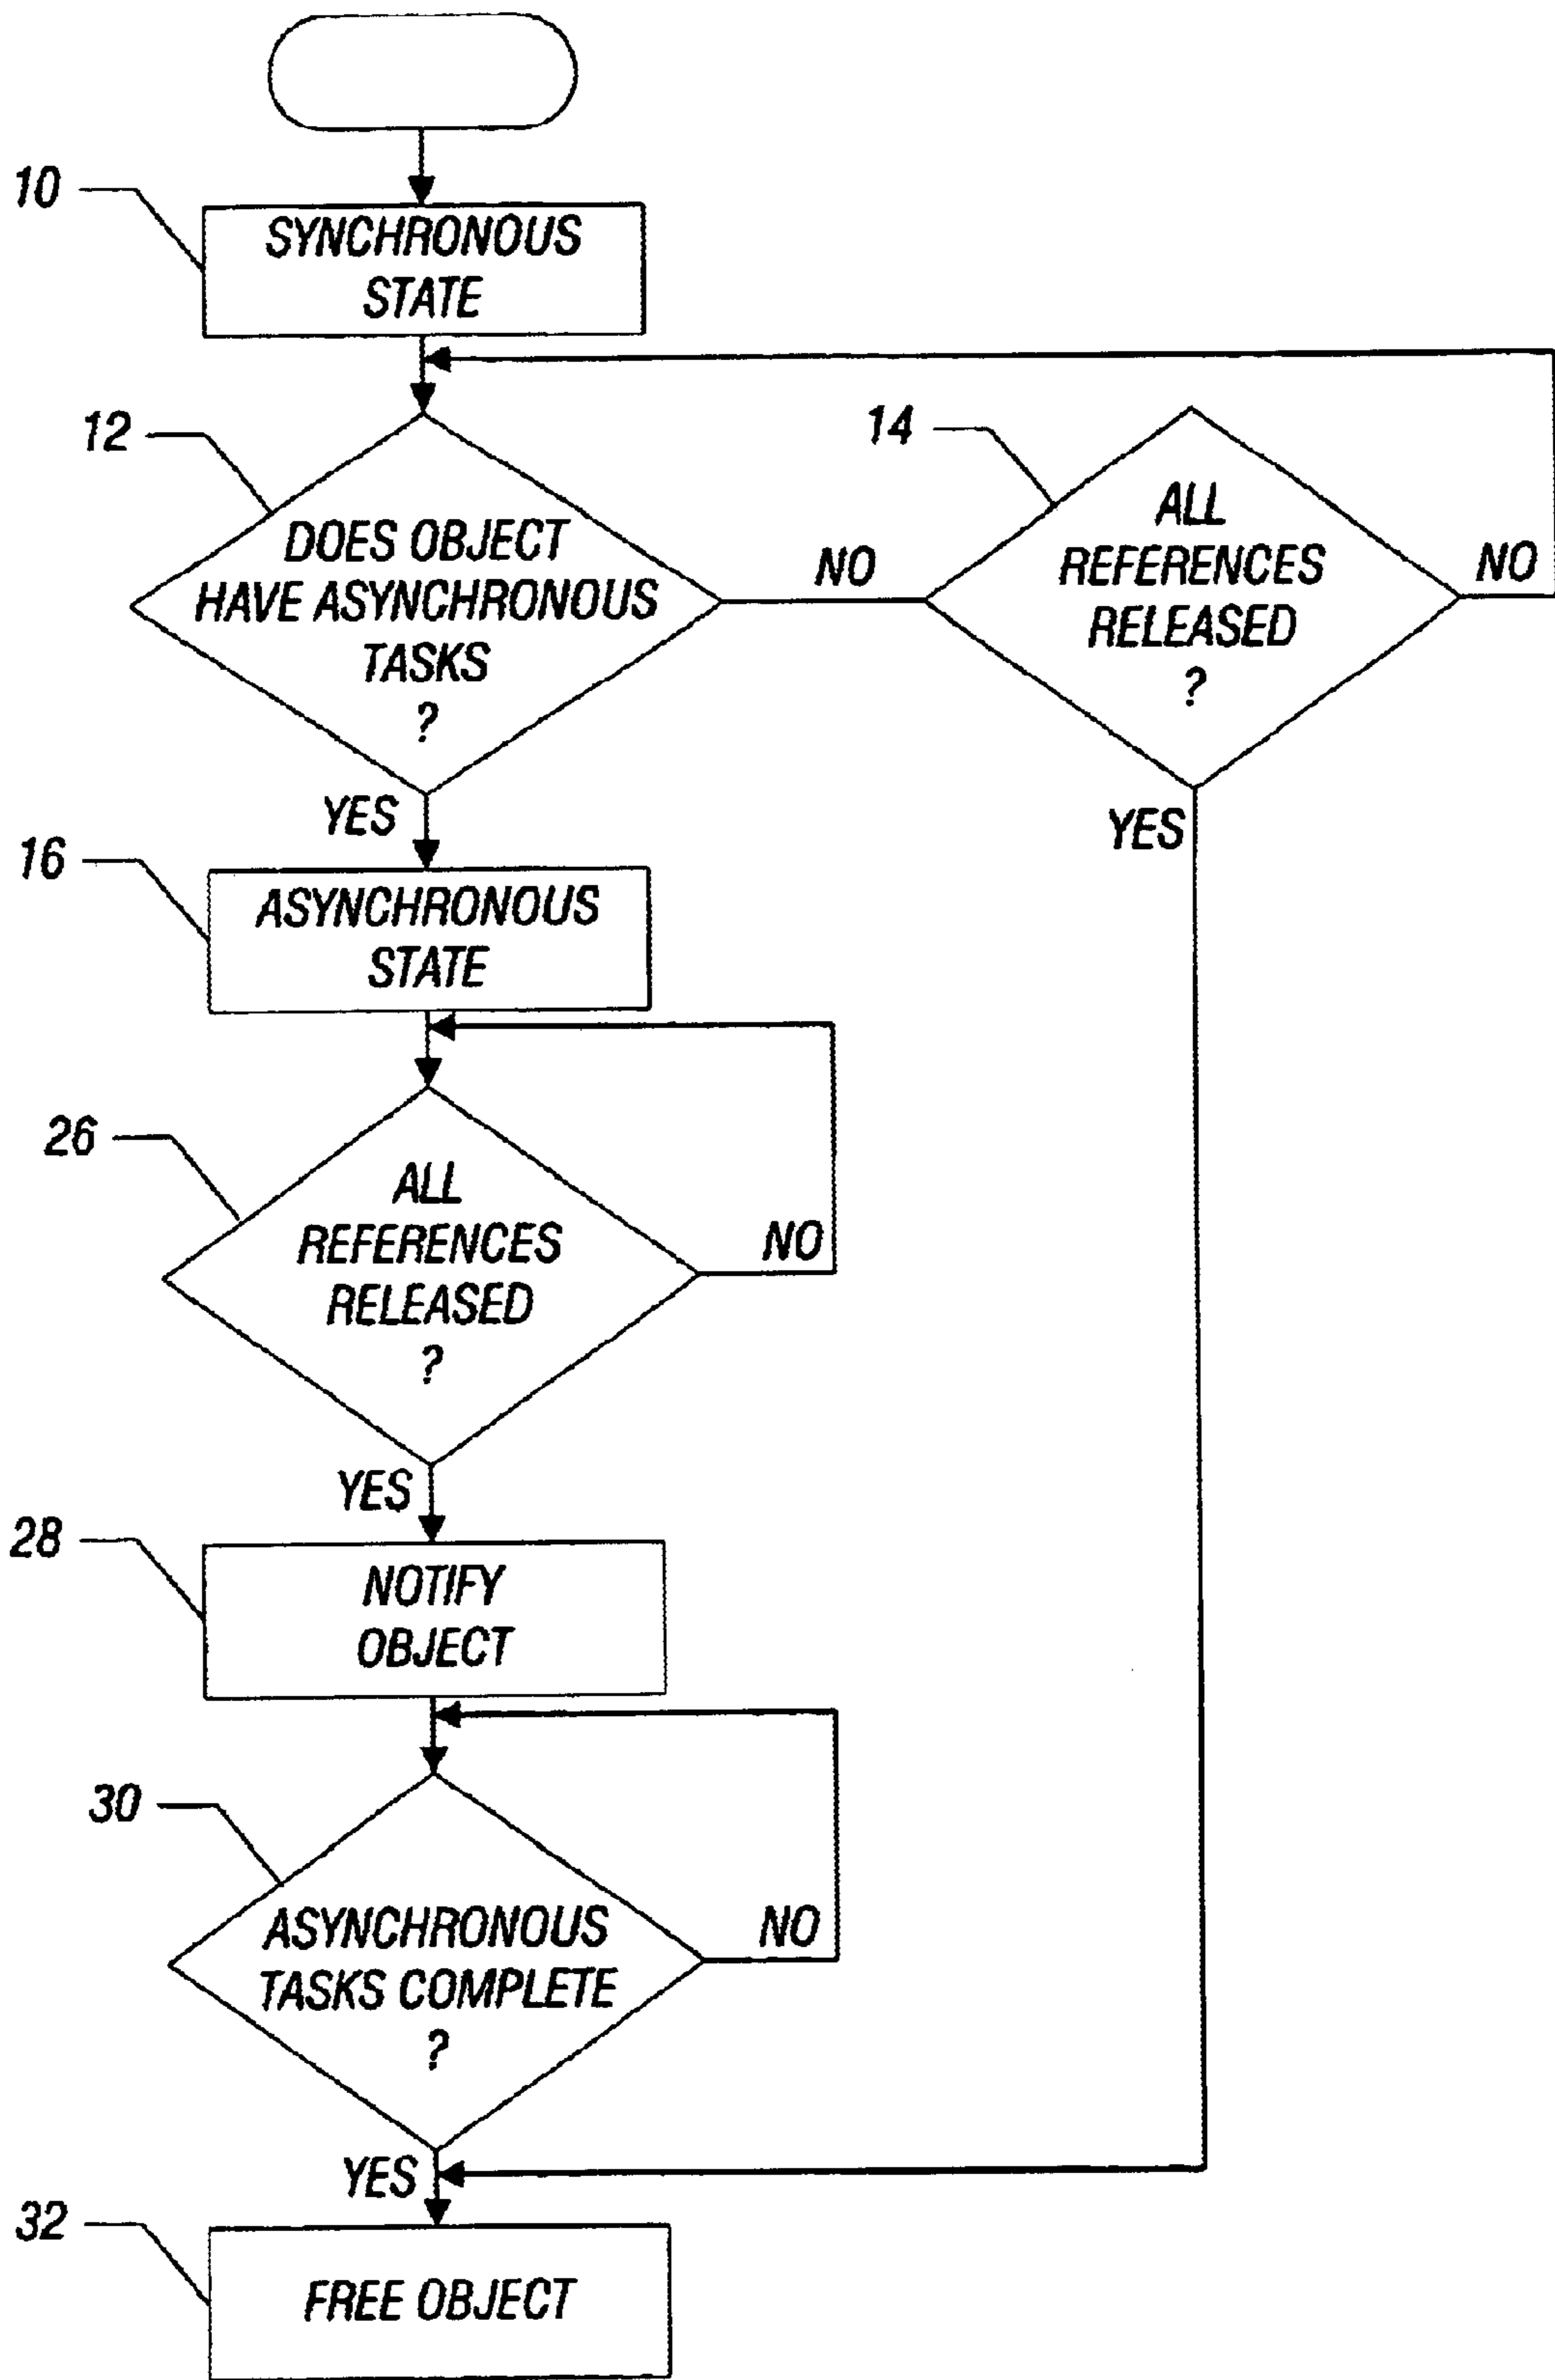 10
SYNCHRONOUS
STATE
12
DOES OBJECT
HAVE ASYNCHRONOUS
TASKS
?
NO
14
ALL
REFERENCES
RELEASED
?
NO
YES
YES
16
ASYNCHRONOUS
STATE
26
ALL
REFERENCES
RELEASED
?
NO
YES
28
NOTIFY
OBJECT
30
ASYNCHRONOUS
TASKS COMPLETE
?
NO
YES
32
FREE OBJECT